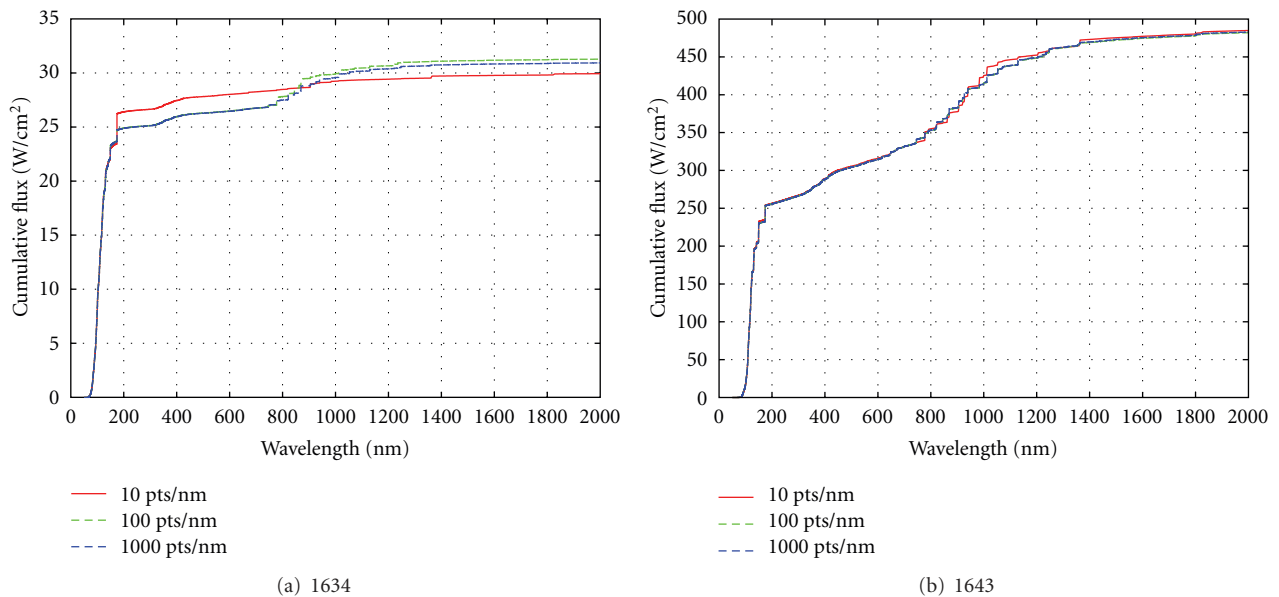 35
30
25
20
15
10
5
0
Cumulative flux (W/cm²)
0 200 400 600 800 1000 1200 1400 1600 1800 2000
Wavelength (nm)
10 pts/nm
100 pts/nm
1000 pts/nm
(a) 1634
500
450
400
350
300
250
200
150
100
50
0
Cumulative flux (W/cm²)
0 200 400 600 800 1000 1200 1400 1600 1800 2000
Wavelength (nm)
10 pts/nm
100 pts/nm
1000 pts/nm
(b) 1643